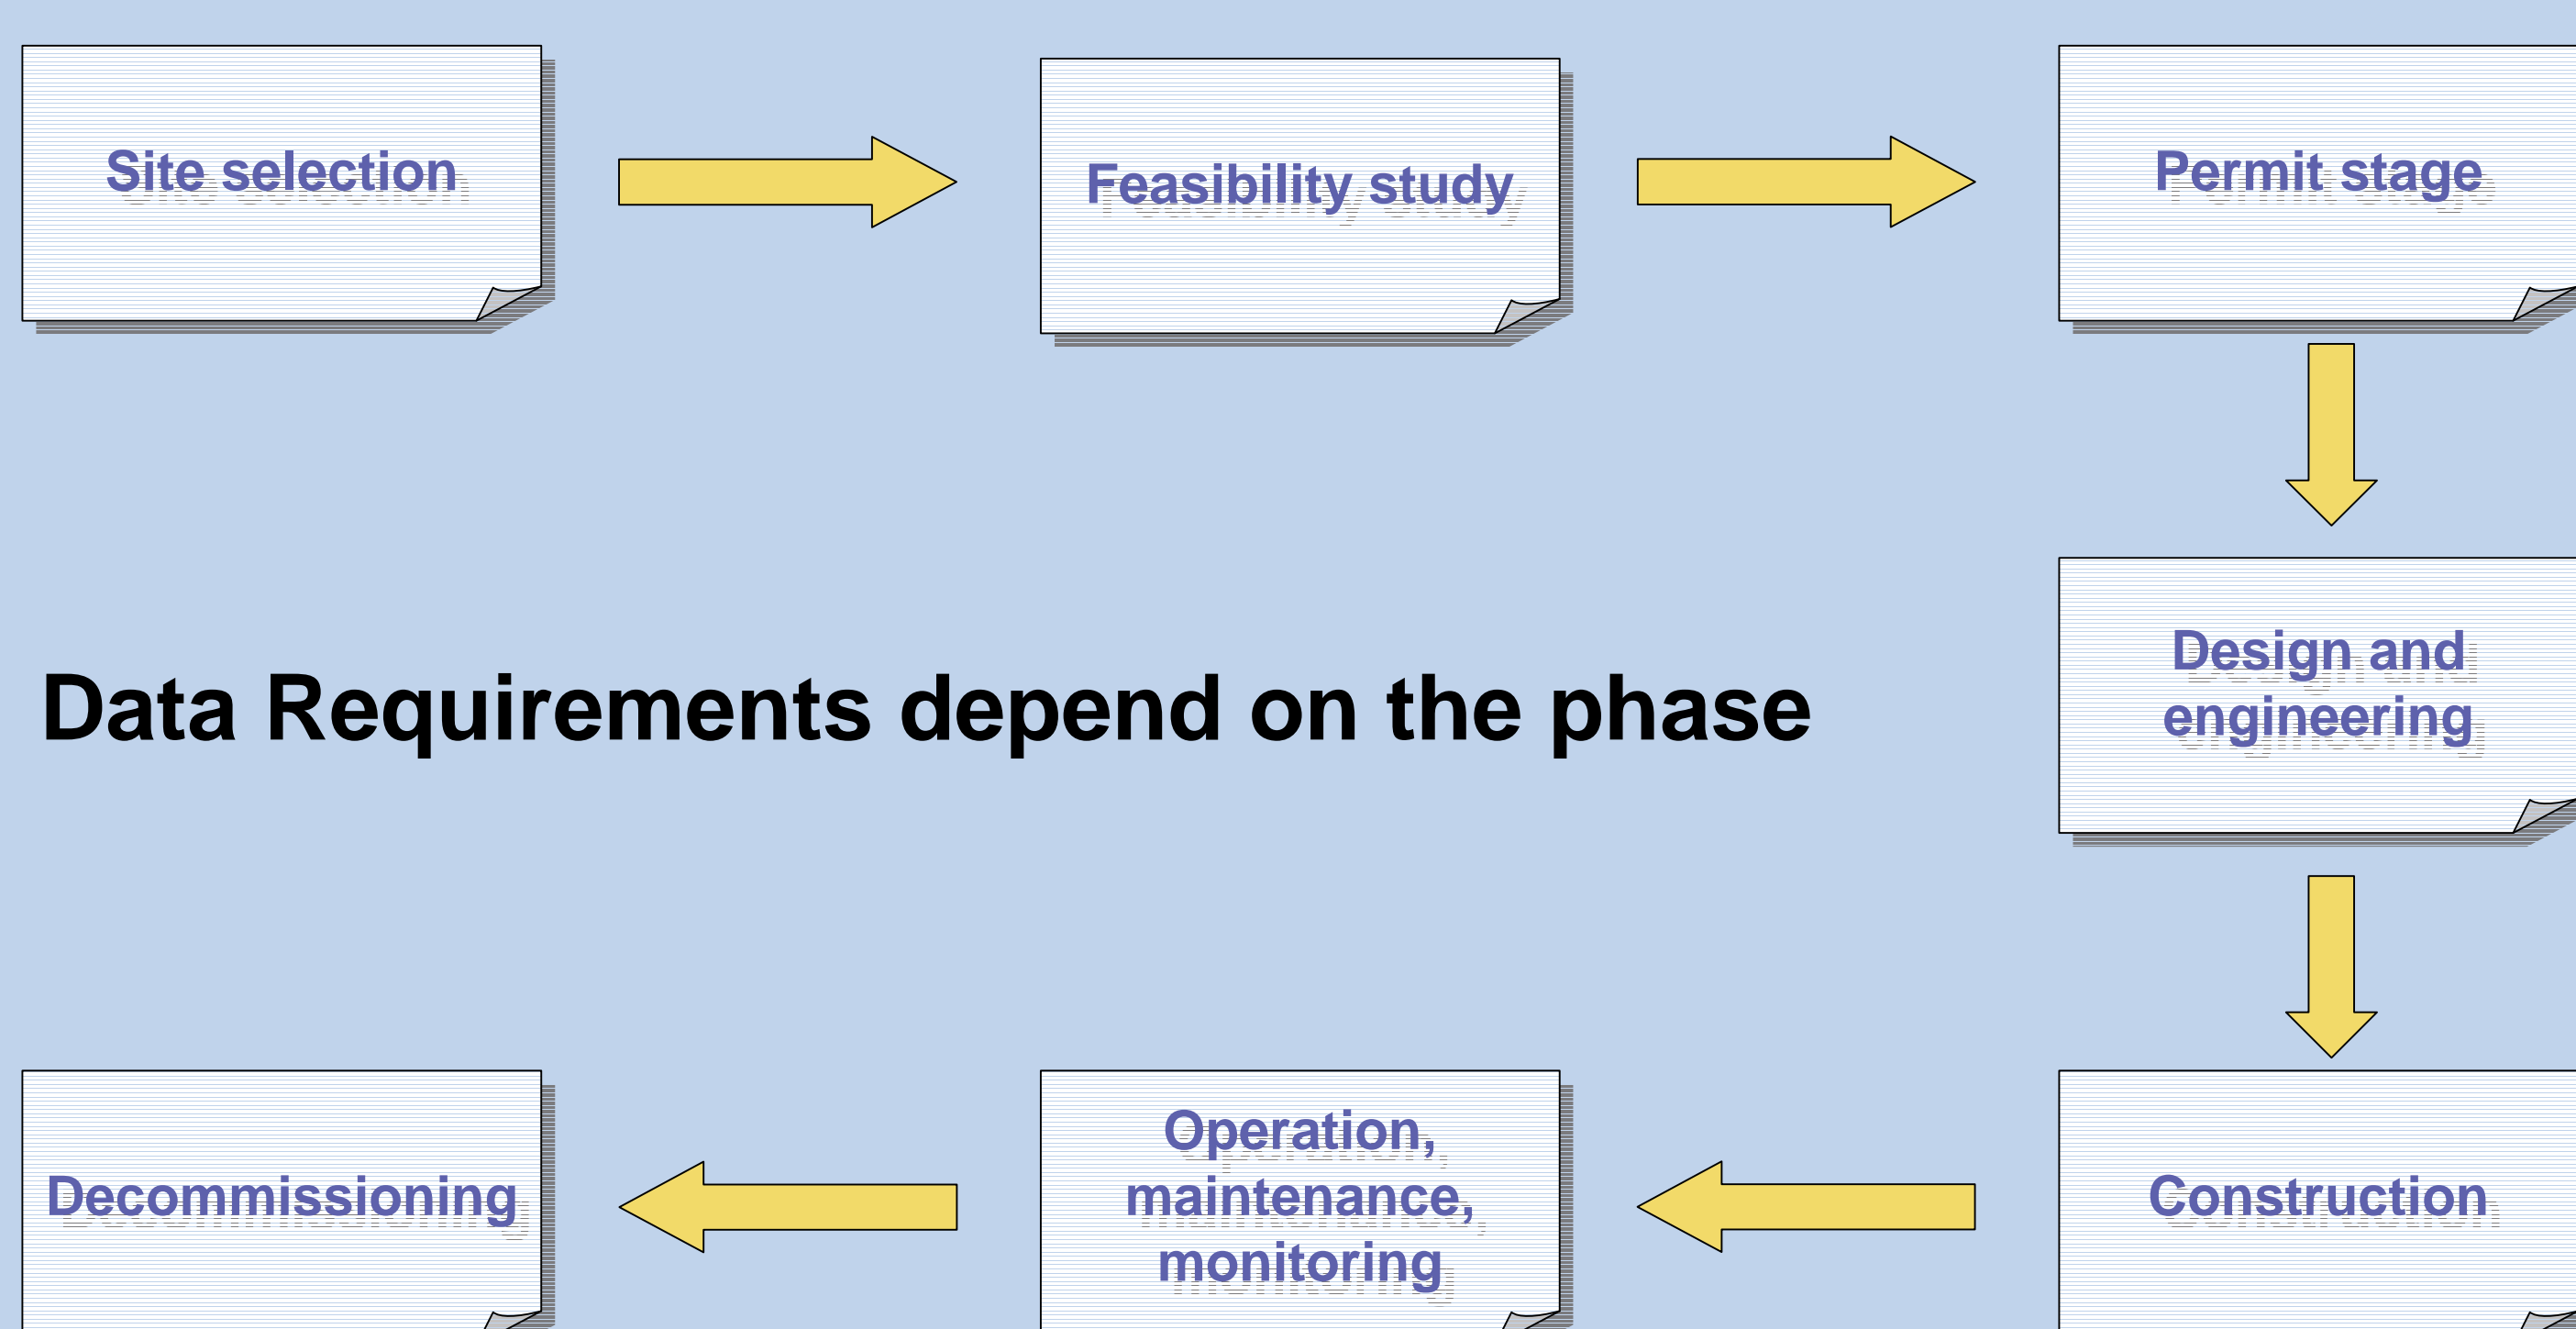 Site selection
Feasibility study
Permit stage
Data Requirements depend on the phase
Design and
engineering
Decommissioning
Operation,
maintenance,
monitoring
Construction